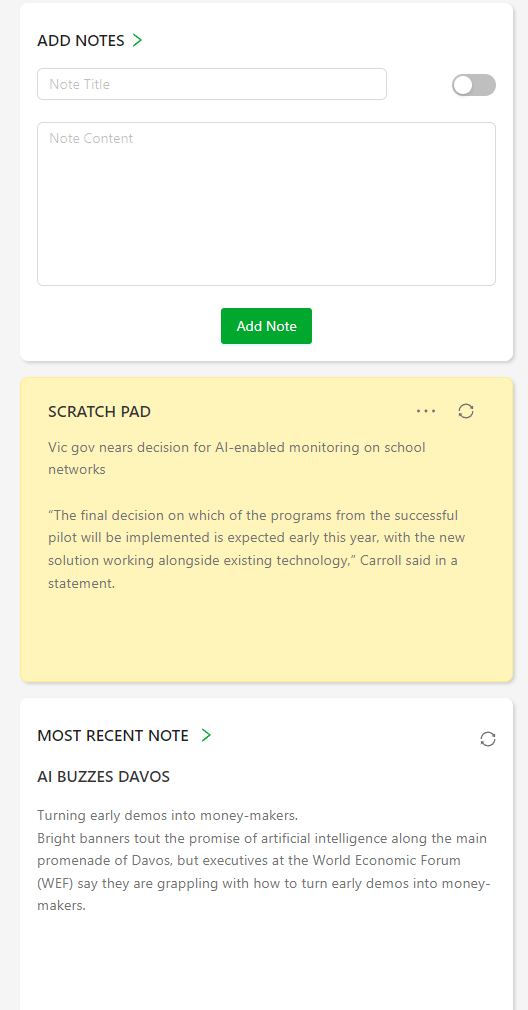 ADD NOTES
Note Title
Note Content
Add Note
SCRATCH PAD
Vic gov nears decision for AI-enabled monitoring on school
networks
“The final decision on which of the programs from the successful
pilot will be implemented is expected early this year, with the new
solution working alongside existing technology,” Carroll said in a
statement.
MOST RECENT NOTE
AI BUZZES DAVOS
Turning early demos into money-makers.
Bright banners tout the promise of artificial intelligence along the main
promenade of Davos, but executives at the World Economic Forum
(WEF) say they are grappling with how to turn early demos into money-
makers.